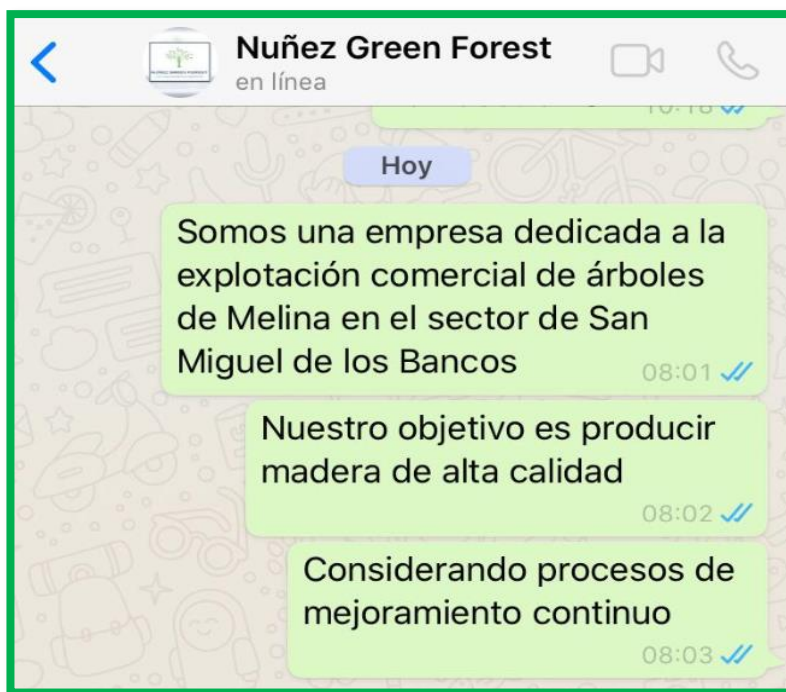 Nuñez Green Forest
en línea
10:18
Hoy
Somos una empresa dedicada a la
explotación comercial de árboles
de Melina en el sector de San
Miguel de los Bancos
08:01
Nuestro objetivo es producir
madera de alta calidad
08:02
Considerando procesos de
mejoramiento continuo
08:03